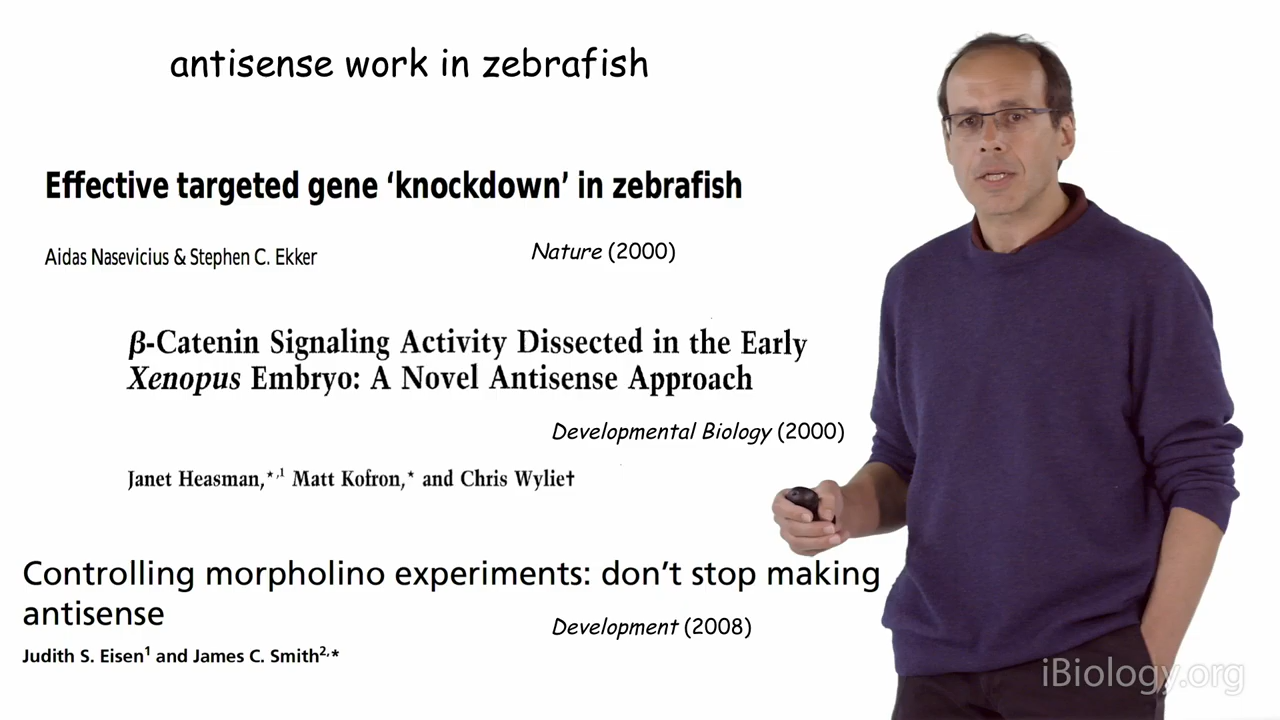 antisense work in zebrafish
Effective targeted gene ‘knockdown’ in zebrafish
Aidas Nasevicius & Stephen C. Ekker
Nature (2000)
β-Catenin Signaling Activity Dissected in the Early
Xenopus Embryo: A Novel Antisense Approach
Developmental Biology (2000)
Janet Heasman,*,1 Matt Kofron,* and Chris Wylie†
Controlling morpholino experiments: don’t stop making
antisense
Development (2008)
Judith S. Eisen1 and James C. Smith2,*
iBiology.org